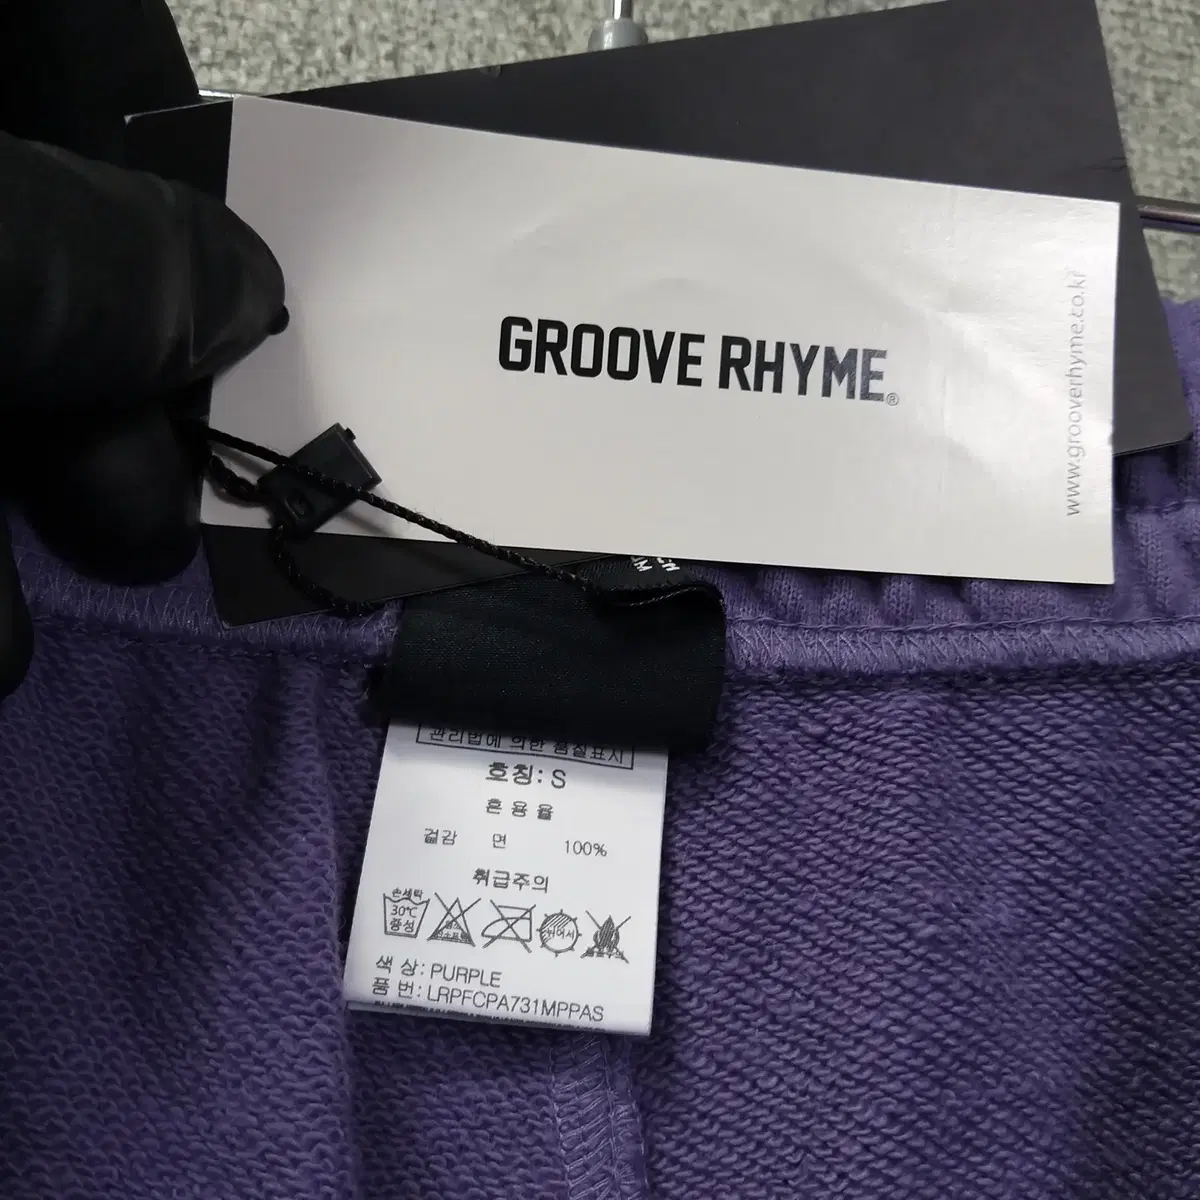 GROOVE RHYME®
www.grooverhyme.co.kr
관리법에 의한 품질표시
호칭: S
혼용율
겉감 면 100%
취급주의
손세탁
30℃
중성
색 상: PURPLE
품 번: LRPFCPA731MPPAS